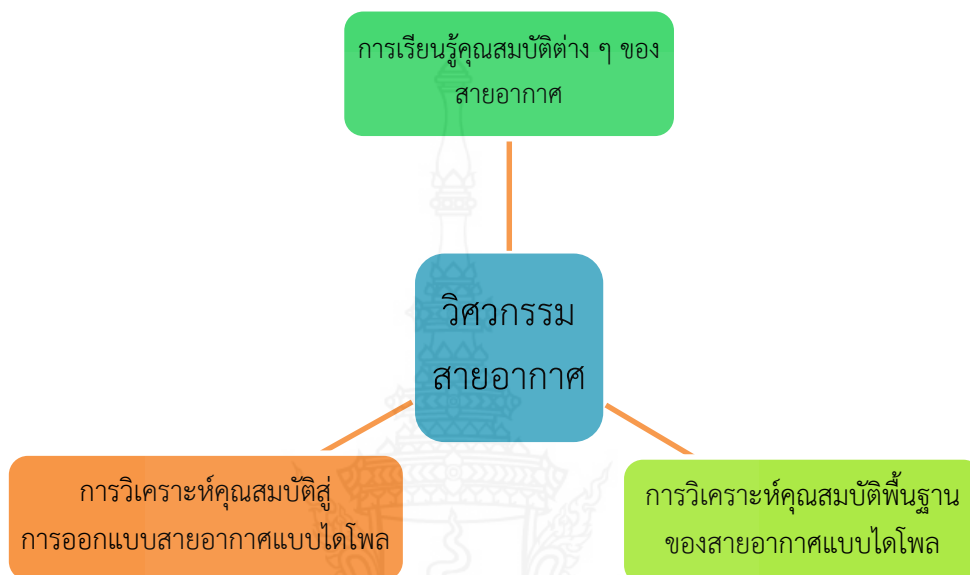 การเรียนรู้คุณสมบัติต่าง ๆ ของ
สายอากาศ
วิศวกรรม
สายอากาศ
การวิเคราะห์คุณสมบัติสู่
การออกแบบสายอากาศแบบไดโพล
การวิเคราะห์คุณสมบัติพื้นฐาน
ของสายอากาศแบบไดโพล